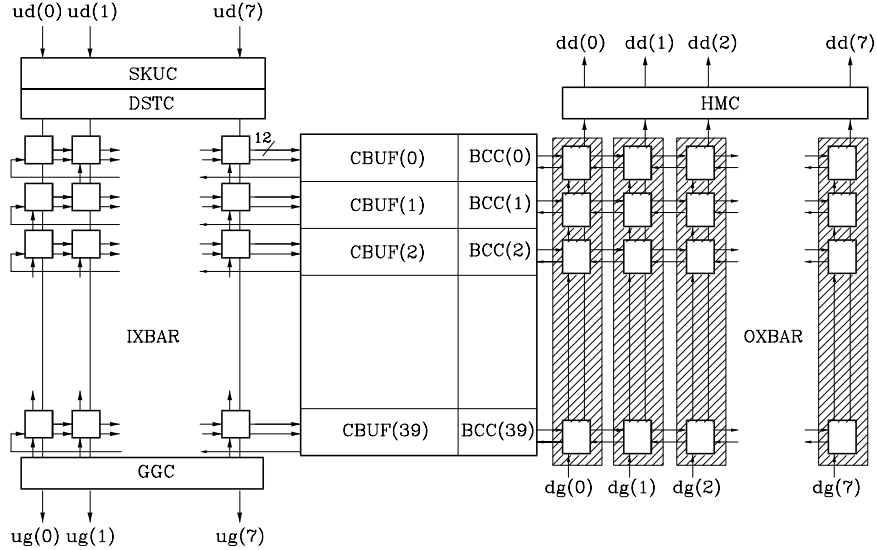 ud(0) ud(1) ud(7)
dd(0) dd(1) dd(2) dd(7)
SKUC
DSTC
HMC
12
CBUF(0) BCC(0)
CBUF(1) BCC(1)
CBUF(2) BCC(2)
IXBAR
OXBAR
CBUF(39) BCC(39)
GGC
dg(0) dg(1) dg(2) dg(7)
ug(0) ug(1) ug(7)